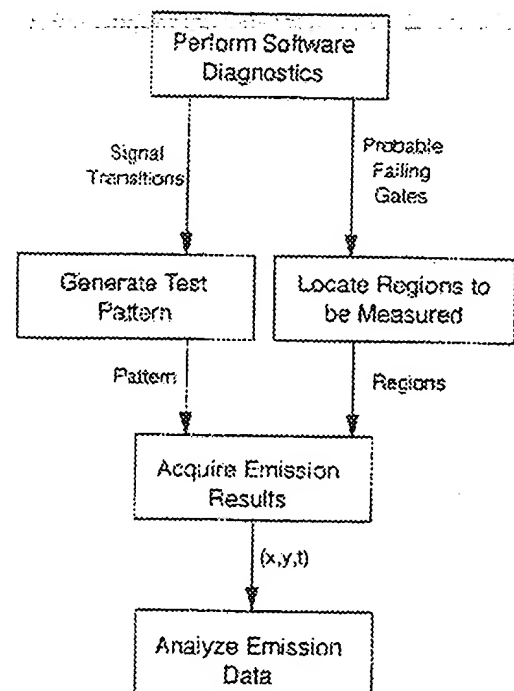 Perform Software
Diagnostics
Signal
Transitions
Probable
Failing
Gates
Generate Test
Pattern
Locate Regions to
be Measured
Pattern
Regions
Acquire Emission
Results
(x,y,t)
Analyze Emission
Data